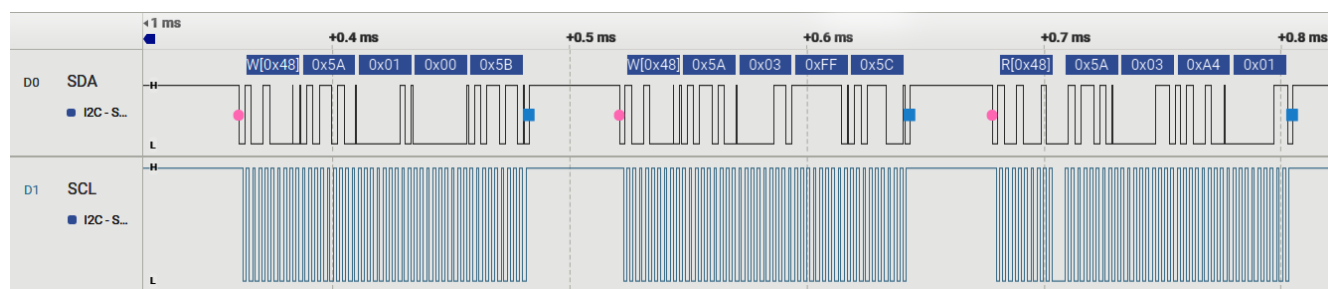 1 ms
+0.4 ms +0.5 ms +0.6 ms +0.7 ms +0.8 ms
W[0x48] 0x5A 0x01 0x00 0x5B W[0x48] 0x5A 0x03 0xFF 0x5C R[0x48] 0x5A 0x03 0xA4 0x01
D0 SDA H
I2C - S...
L
H
D1 SCL
I2C - S...
L